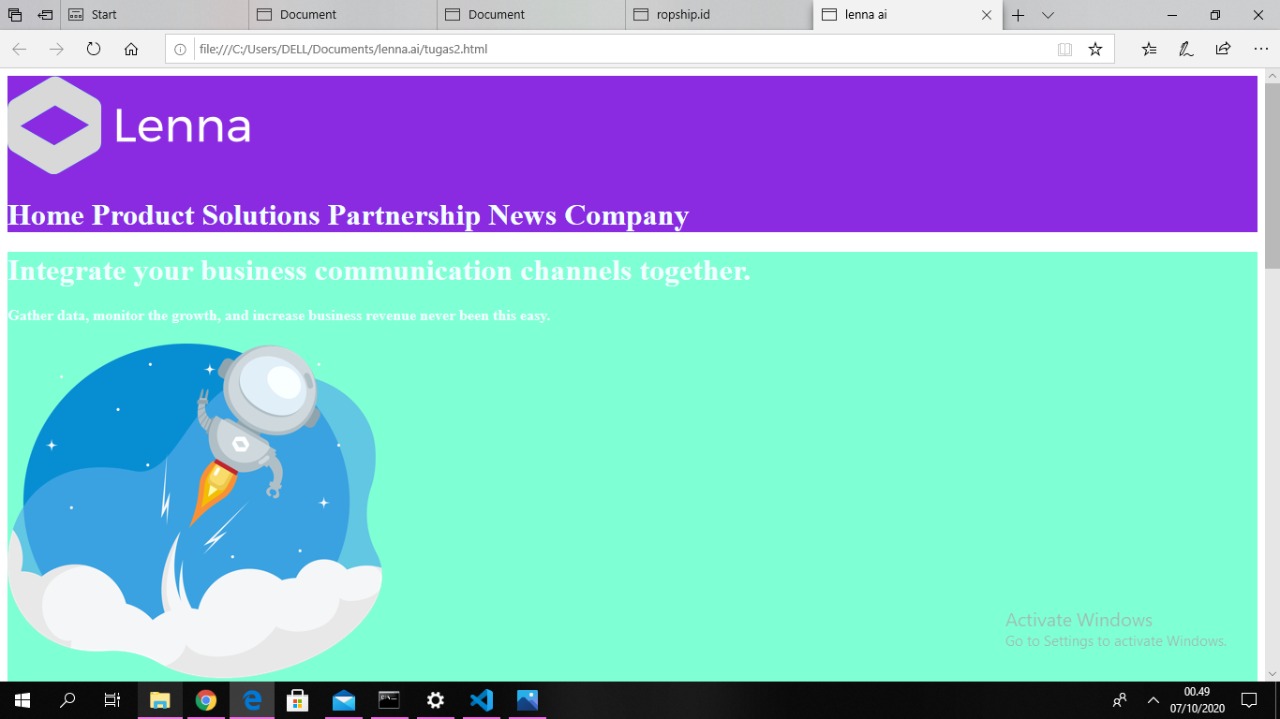 Start
Document
Document
ropship.id
lenna ai
file:///C:/Users/DELL/Documents/lenna.ai/tugas2.html
Lenna
Home Product Solutions Partnership News Company
Integrate your business communication channels together.
Gather data, monitor the growth, and increase business revenue never been this easy.
Activate Windows
Go to Settings to activate Windows.
00.49
07/10/2020